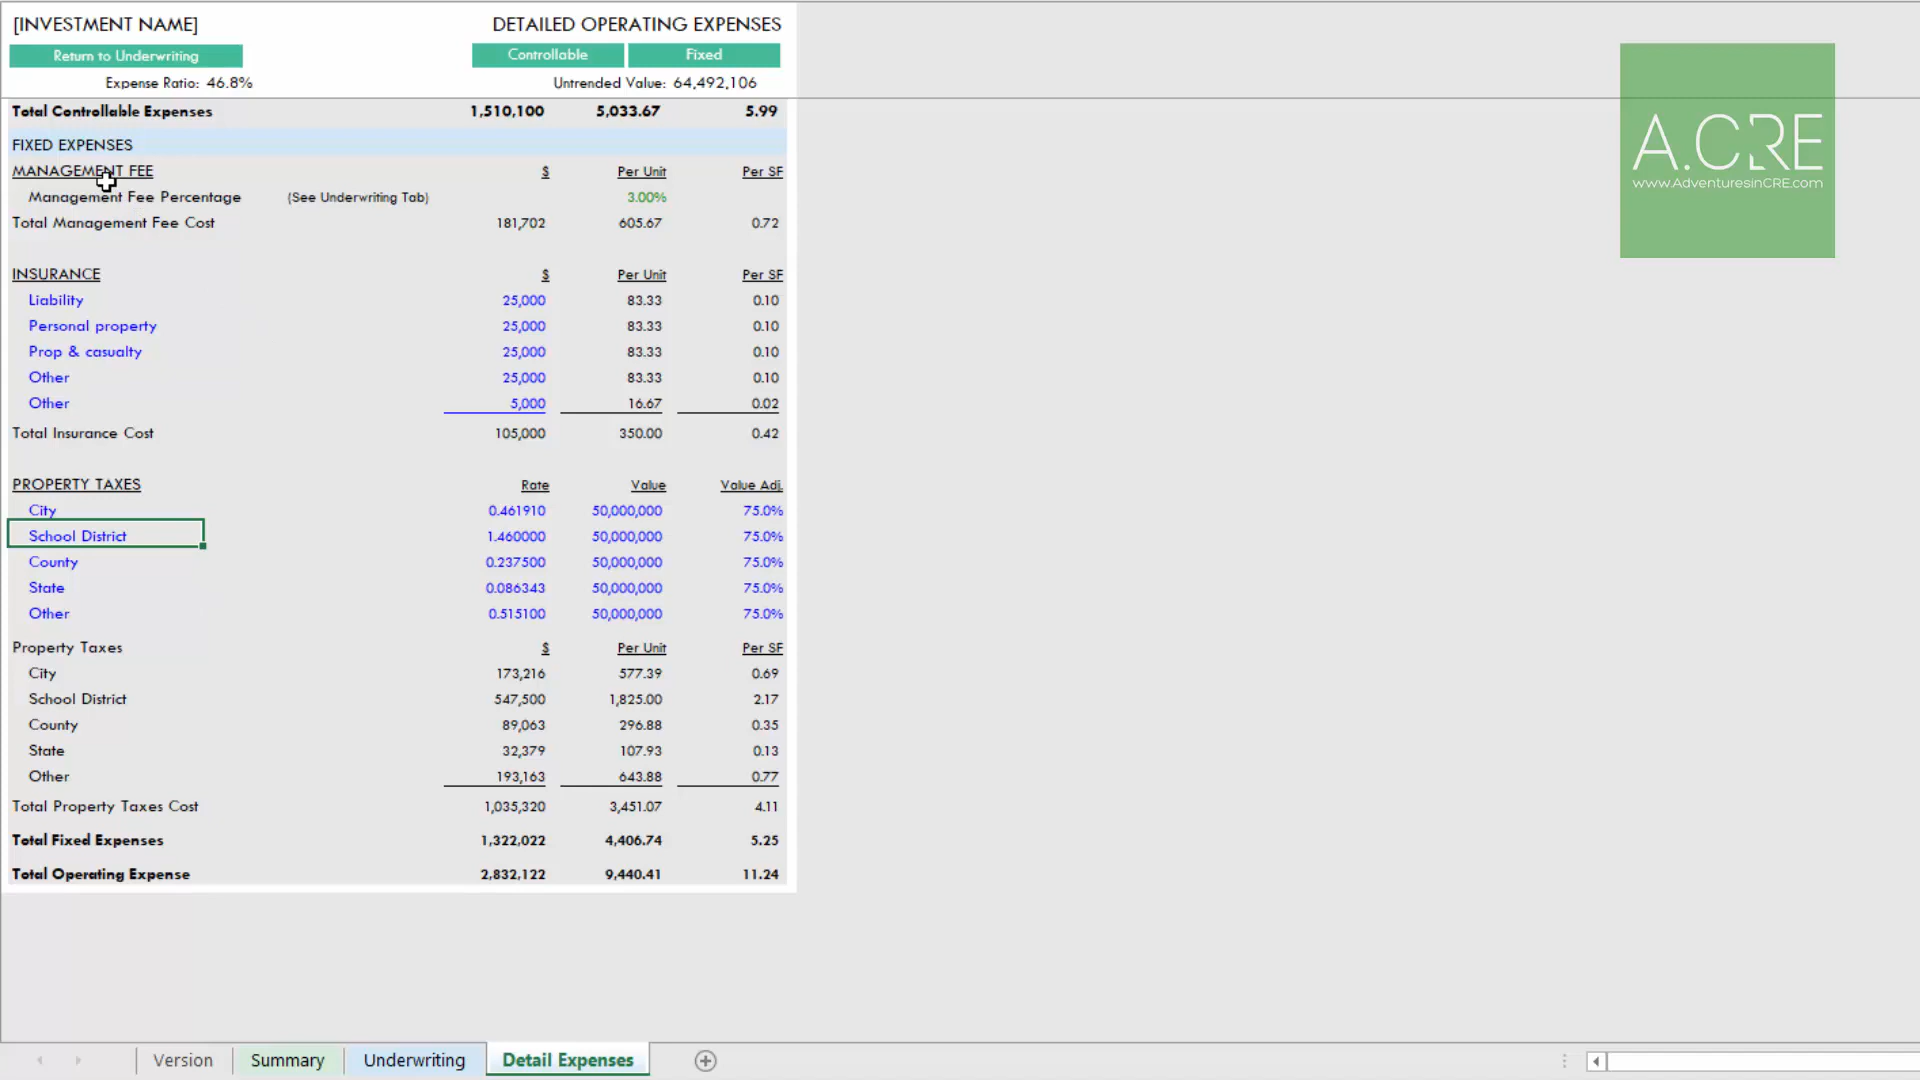 [INVESTMENT NAME] DETAILED OPERATING EXPENSES
Return to Underwriting Controllable Fixed
Expense Ratio: 46.8% Untrended Value: 64,492,106
Total Controllable Expenses 1,510,100 5,033.67 5.99
FIXED EXPENSES
MANAGEMENT FEE $ Per Unit Per SF
Management Fee Percentage (See Underwriting Tab) 3.00%
Total Management Fee Cost 181,702 605.67 0.72
INSURANCE $ Per Unit Per SF
Liability 25,000 83.33 0.10
Personal property 25,000 83.33 0.10
Prop & casualty 25,000 83.33 0.10
Other 25,000 83.33 0.10
Other 5,000 16.67 0.02
Total Insurance Cost 105,000 350.00 0.42
PROPERTY TAXES Rate Value Value Adj.
City 0.461910 50,000,000 75.0%
School District 1.460000 50,000,000 75.0%
County 0.237500 50,000,000 75.0%
State 0.086343 50,000,000 75.0%
Other 0.515100 50,000,000 75.0%
Property Taxes $ Per Unit Per SF
City 173,216 577.39 0.69
School District 547,500 1,825.00 2.17
County 89,063 296.88 0.35
State 32,379 107.93 0.13
Other 193,163 643.88 0.77
Total Property Taxes Cost 1,035,320 3,451.07 4.11
Total Fixed Expenses 1,322,022 4,406.74 5.25
Total Operating Expense 2,832,122 9,440.41 11.24
A.CRE
www.AdventuresinCRE.com
Version Summary Underwriting Detail Expenses